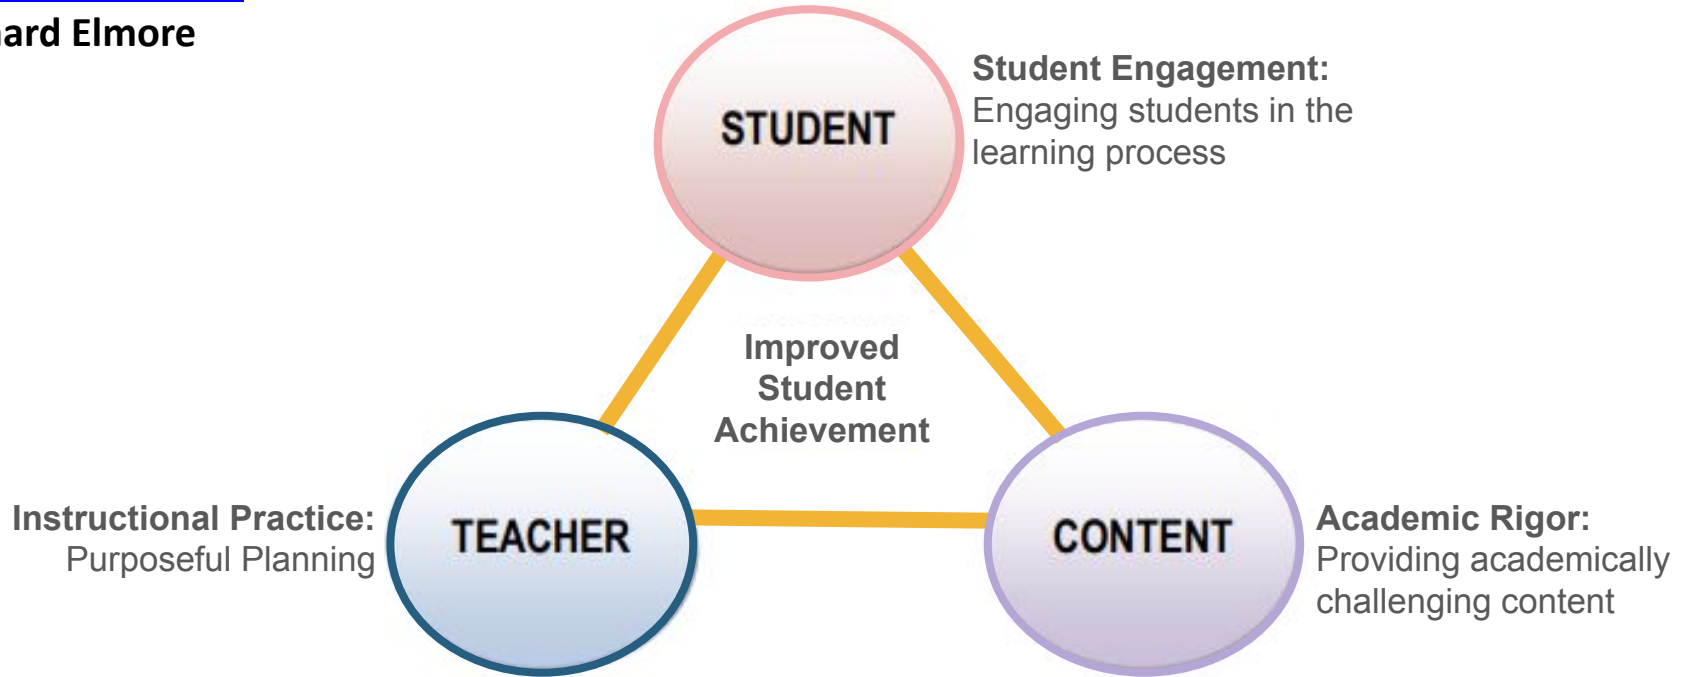 Elmore
STUDENT
Student Engagement:
Engaging students in the
learning process
Improved
Student
Achievement
Instructional Practice:
Purposeful Planning
TEACHER
CONTENT
Academic Rigor:
Providing academically
challenging content